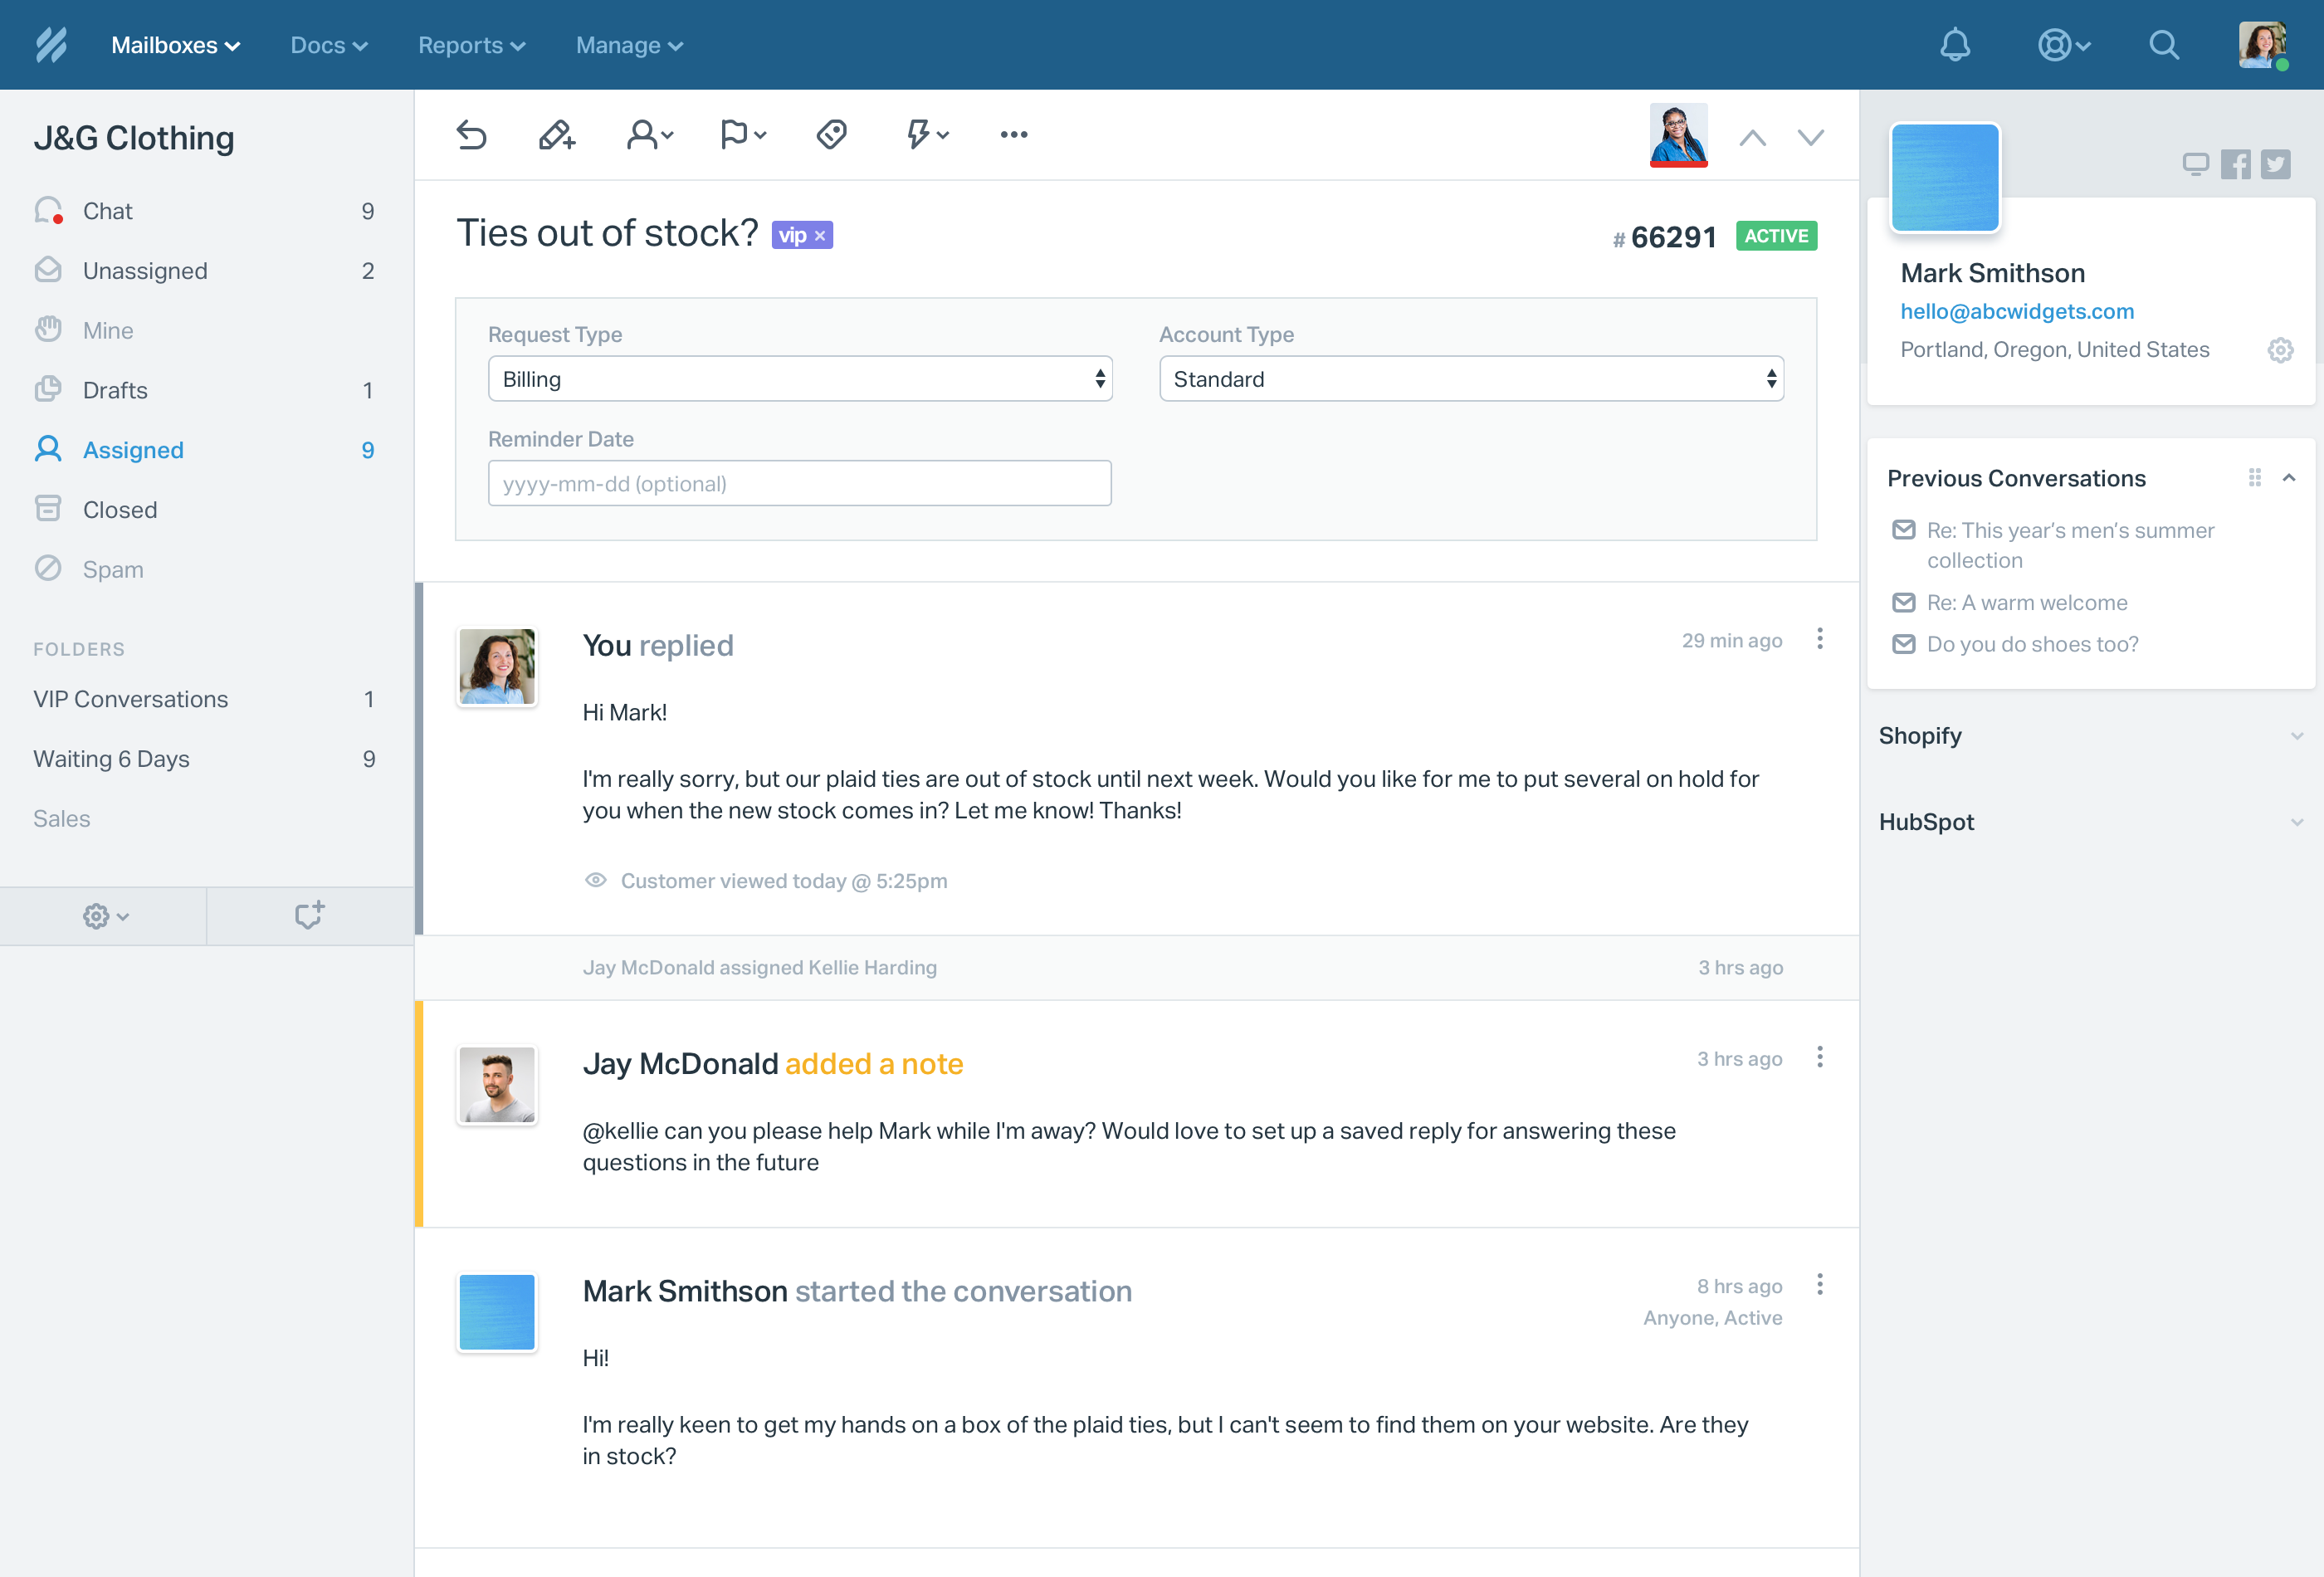 Mailboxes Docs Reports Manage
J&G Clothing
Chat 9
Unassigned 2
Mine
Drafts 1
Assigned 9
Closed
Spam
FOLDERS
VIP Conversations 1
Waiting 6 Days 9
Sales
Ties out of stock? vip ×
# 66291 ACTIVE
Request Type
Billing
Account Type
Standard
Reminder Date
yyyy-mm-dd (optional)
You replied
29 min ago
Hi Mark!
I'm really sorry, but our plaid ties are out of stock until next week. Would you like for me to put several on hold for
you when the new stock comes in? Let me know! Thanks!
Customer viewed today @ 5:25pm
Jay McDonald assigned Kellie Harding
3 hrs ago
Jay McDonald added a note
3 hrs ago
@kellie can you please help Mark while I'm away? Would love to set up a saved reply for answering these
questions in the future
Mark Smithson started the conversation
8 hrs ago
Anyone, Active
Hi!
I'm really keen to get my hands on a box of the plaid ties, but I can't seem to find them on your website. Are they
in stock?
Mark Smithson
hello@abcwidgets.com
Portland, Oregon, United States
Previous Conversations
Re: This year’s men’s summer
collection
Re: A warm welcome
Do you do shoes too?
Shopify
HubSpot